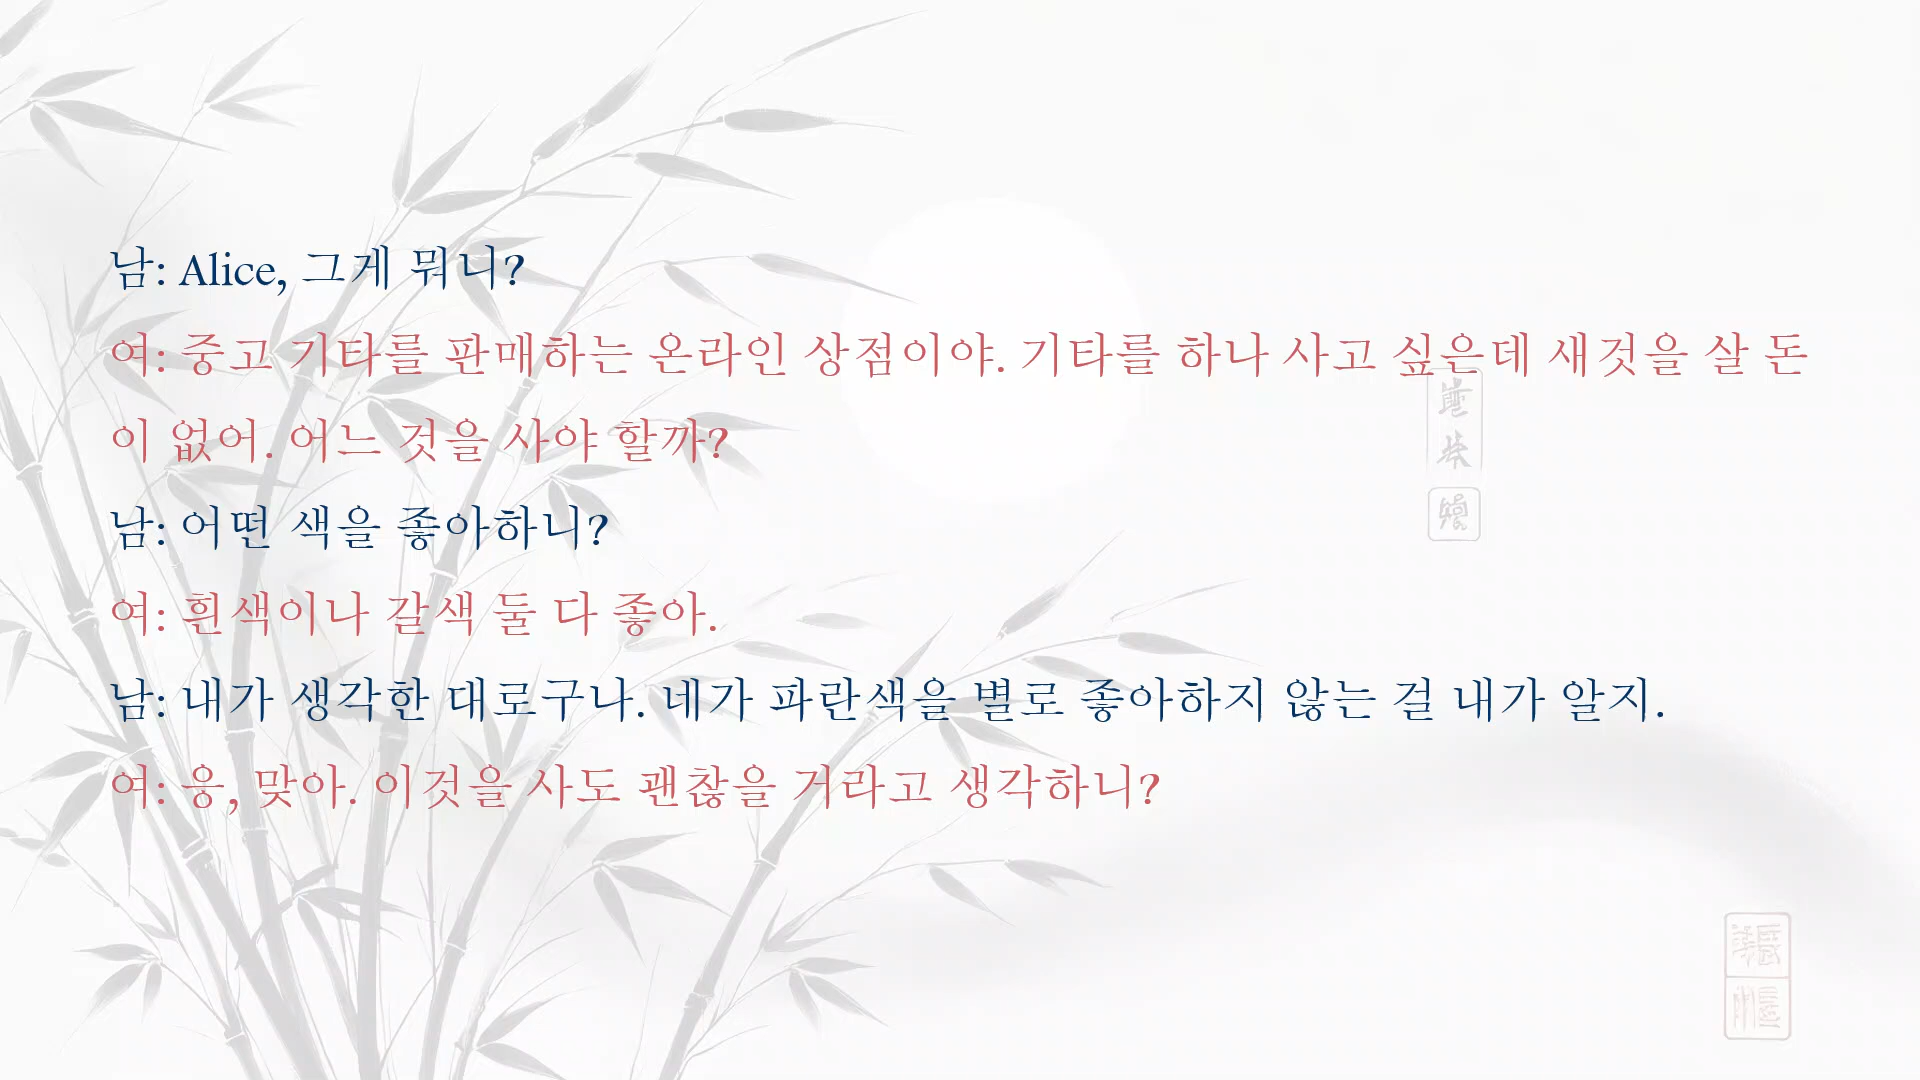 남: Alice, 그게 뭐니?
여: 중고 기타를 판매하는 온라인 상점이야. 기타를 하나 사고 싶은데 새것을 살 돈
이 없어. 어느 것을 사야 할까?
남: 어떤 색을 좋아하니?
여: 흰색이나 갈색 둘 다 좋아.
남: 내가 생각한 대로구나. 네가 파란색을 별로 좋아하지 않는 걸 내가 알지.
여: 응, 맞아. 이것을 사도 괜찮을 거라고 생각하니?